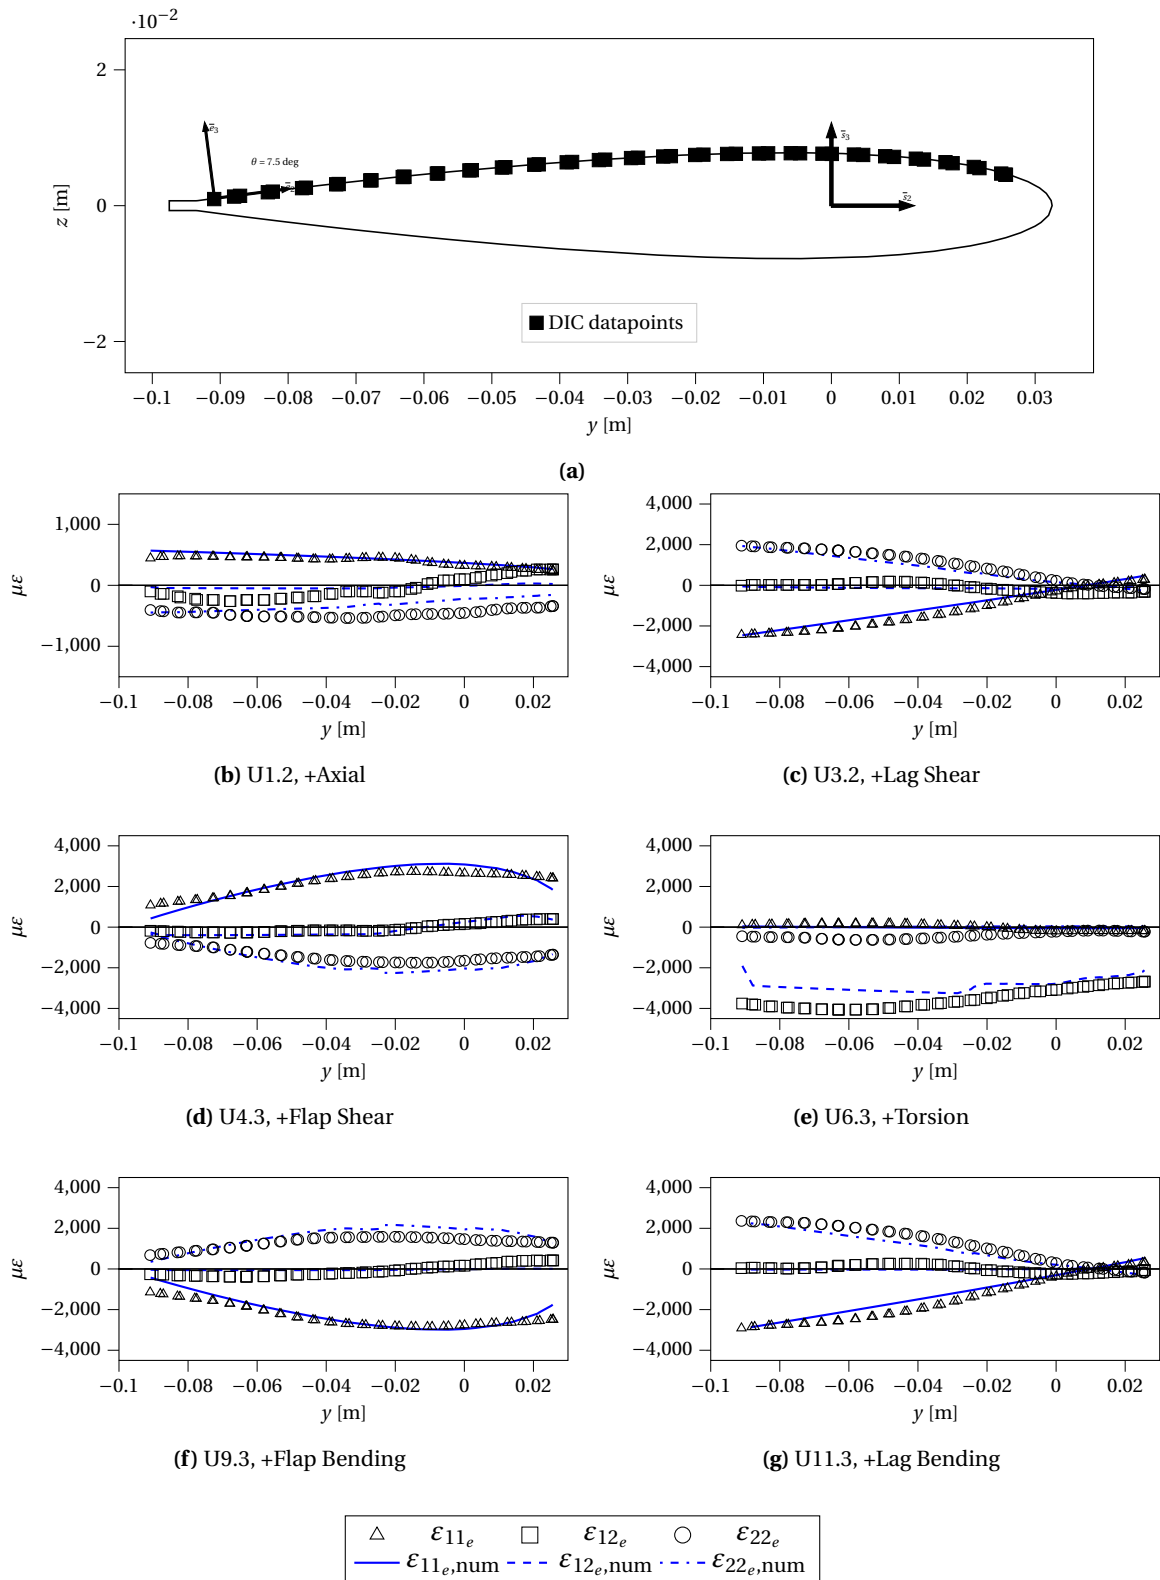 ·10⁻²
2
0
−2
z [m]
ē₃
θ = 7.5 deg
s̄₃
s̄₂
DIC datapoints
−0.1 −0.09 −0.08 −0.07 −0.06 −0.05 −0.04 −0.03 −0.02 −0.01 0 0.01 0.02 0.03
y [m]
(a)
1,000
0
−1,000
με
−0.1 −0.08 −0.06 −0.04 −0.02 0 0.02
y [m]
(b) U1.2, +Axial
4,000
2,000
0
−2,000
−4,000
με
−0.1 −0.08 −0.06 −0.04 −0.02 0 0.02
y [m]
(c) U3.2, +Lag Shear
4,000
2,000
0
−2,000
−4,000
με
−0.1 −0.08 −0.06 −0.04 −0.02 0 0.02
y [m]
(d) U4.3, +Flap Shear
4,000
2,000
0
−2,000
−4,000
με
−0.1 −0.08 −0.06 −0.04 −0.02 0 0.02
y [m]
(e) U6.3, +Torsion
4,000
2,000
0
−2,000
−4,000
με
−0.1 −0.08 −0.06 −0.04 −0.02 0 0.02
y [m]
(f) U9.3, +Flap Bending
4,000
2,000
0
−2,000
−4,000
με
−0.1 −0.08 −0.06 −0.04 −0.02 0 0.02
y [m]
(g) U11.3, +Lag Bending
ε₁₁ₑ ε₁₂ₑ ε₂₂ₑ
ε₁₁ₑ,num ε₁₂ₑ,num ε₂₂ₑ,num